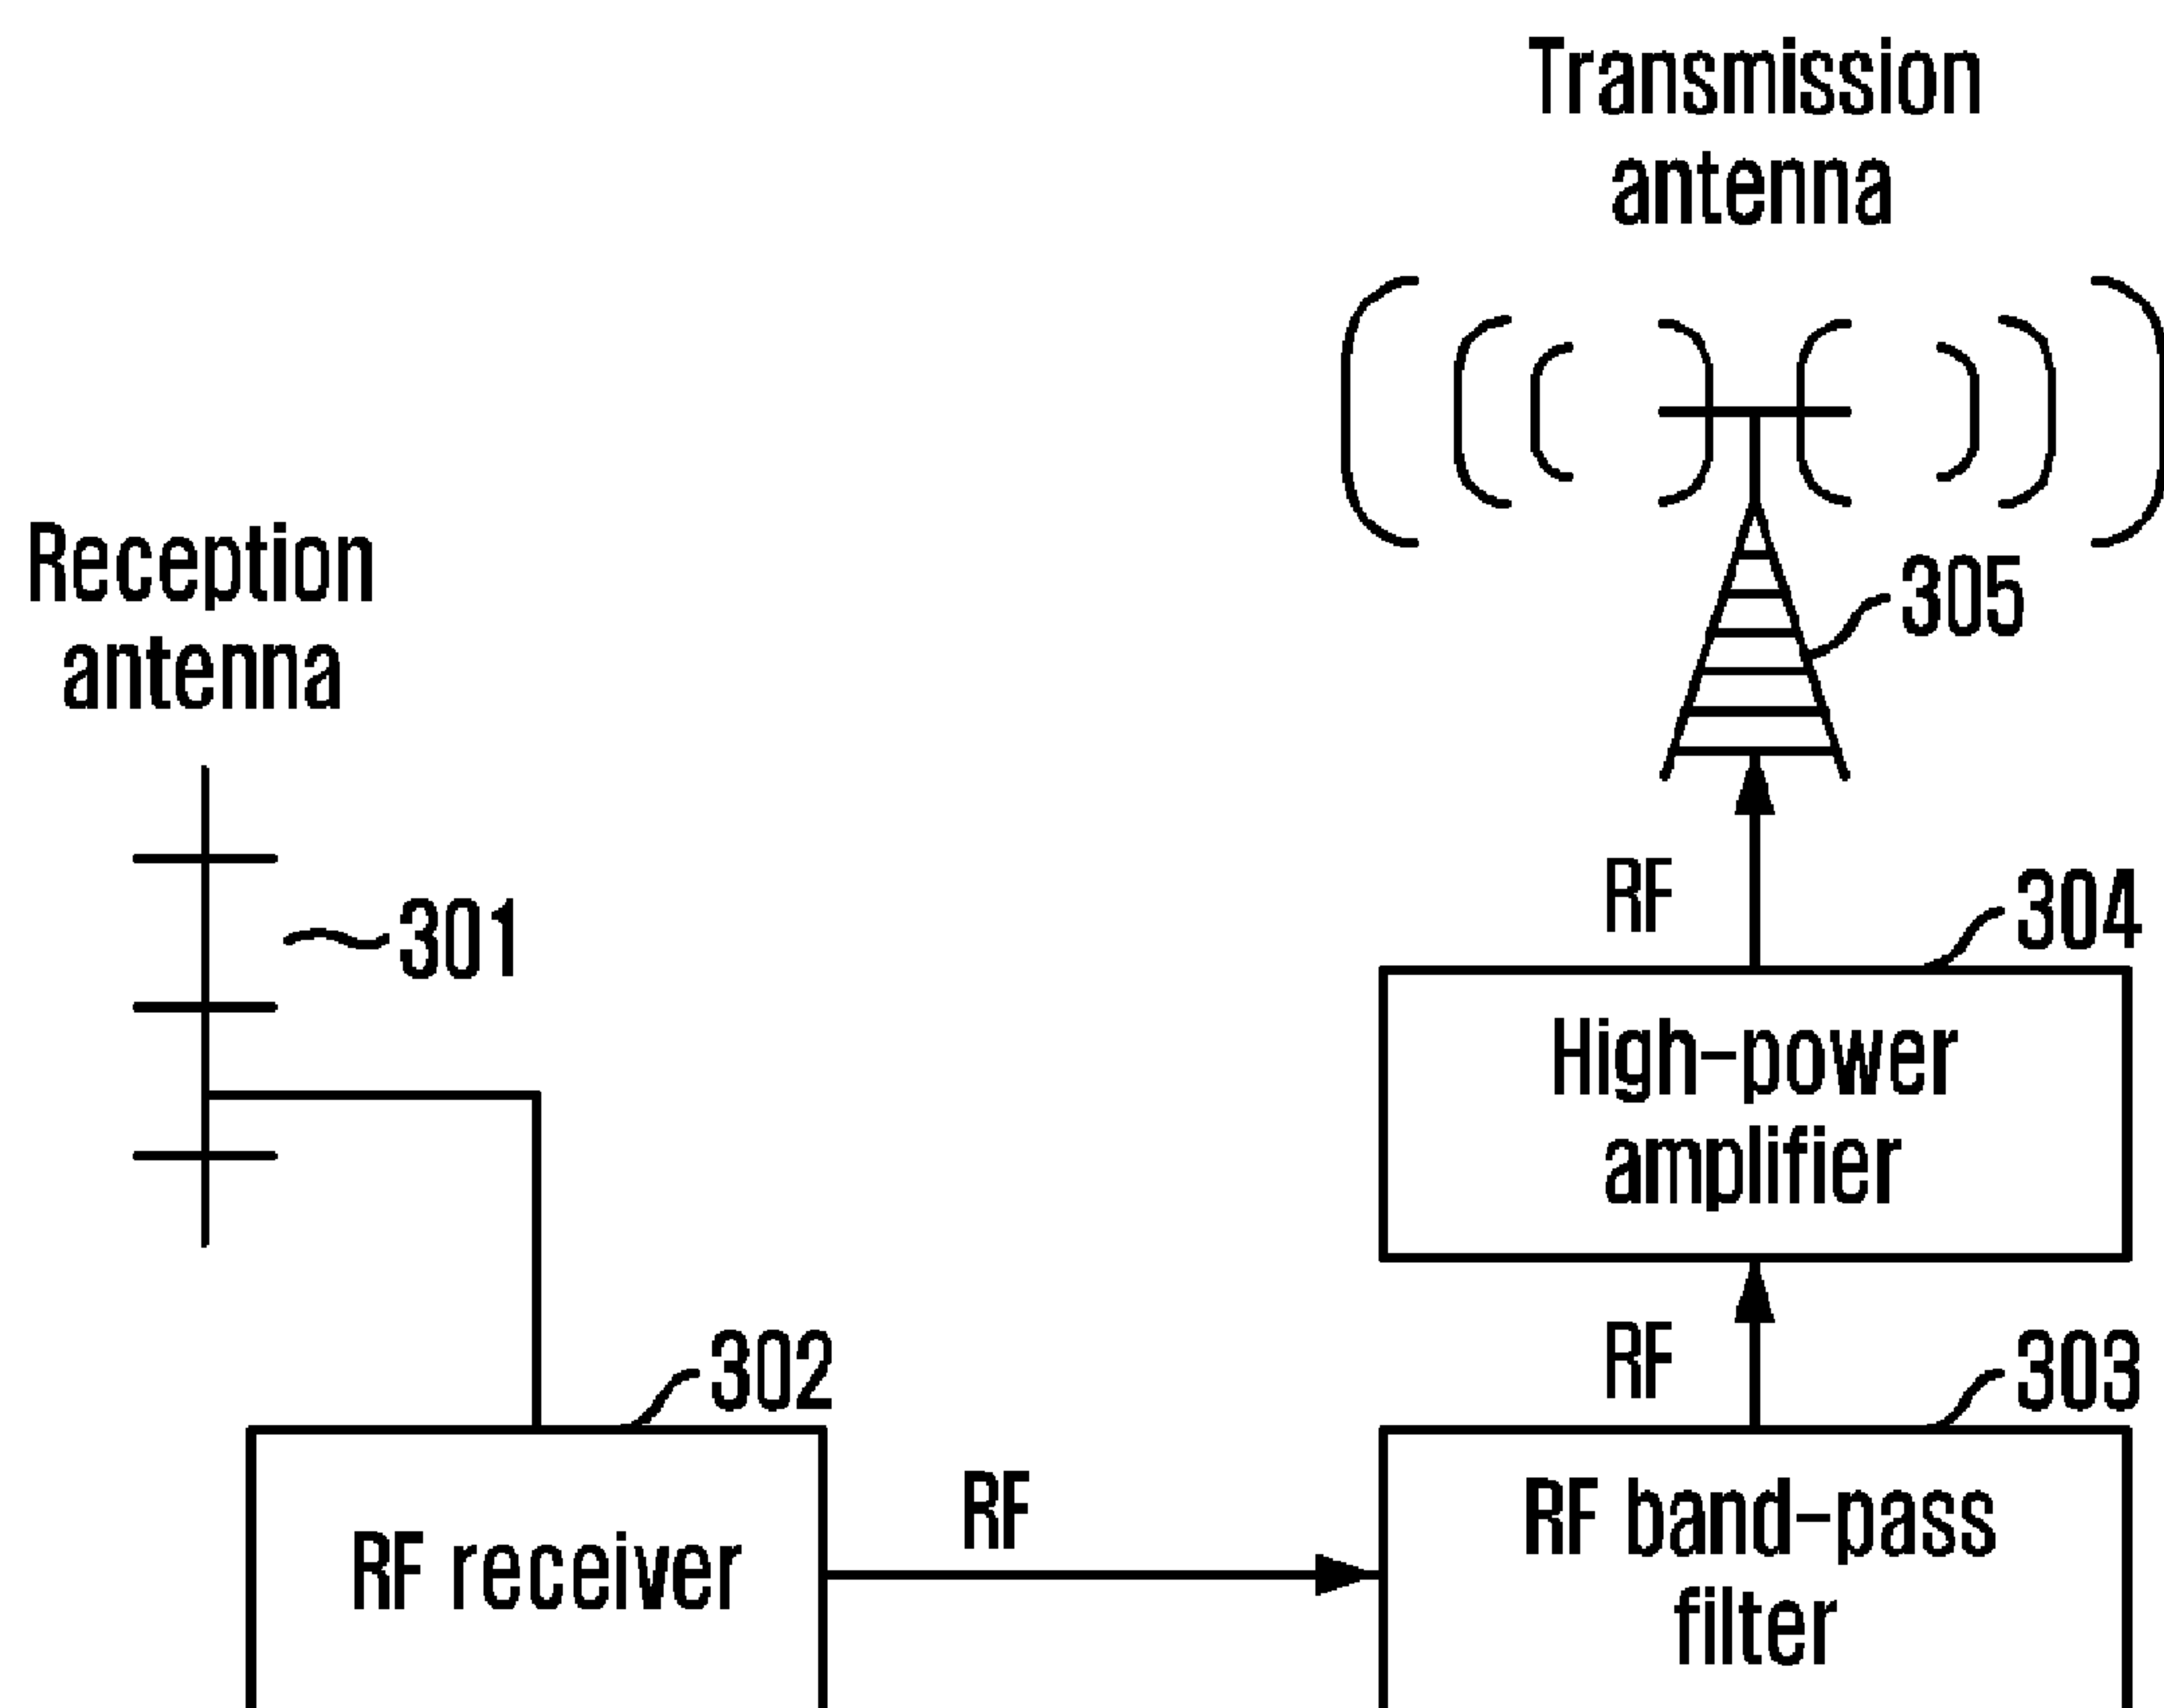 Transmission
antenna
Reception
antenna
305
301
RF
304
High-power
amplifier
302
RF
303
RF receiver
RF
RF band-pass
filter